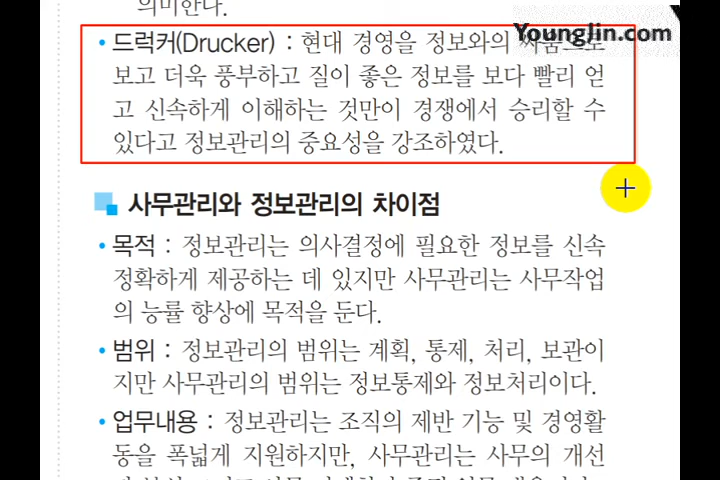 의미한다.
Younglin.com
• 드럭커(Drucker) : 현대 경영을 정보와의 싸움으로
보고 더욱 풍부하고 질이 좋은 정보를 보다 빨리 얻
고 신속하게 이해하는 것만이 경쟁에서 승리할 수
있다고 정보관리의 중요성을 강조하였다.
사무관리와 정보관리의 차이점
• 목적 : 정보관리는 의사결정에 필요한 정보를 신속
정확하게 제공하는 데 있지만 사무관리는 사무작업
의 능률 향상에 목적을 둔다.
• 범위 : 정보관리의 범위는 계획, 통제, 처리, 보관이
지만 사무관리의 범위는 정보통제와 정보처리이다.
• 업무내용 : 정보관리는 조직의 제반 기능 및 경영활
동을 폭넓게 지원하지만, 사무관리는 사무의 개선